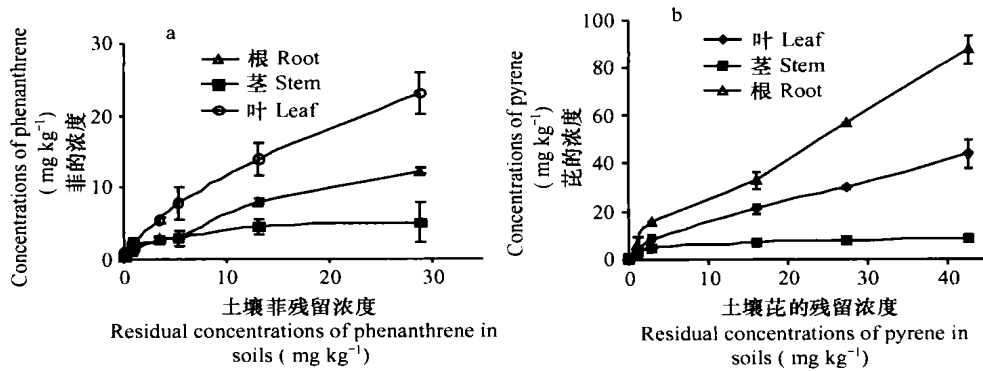 a
30
20
10
0
根 Root
茎 Stem
叶 Leaf
Concentrations of phenanthrene
( mg kg⁻¹)
菲的浓度
0 10 20 30
土壤菲残留浓度
Residual concentrations of phenanthrene in
soils ( mg kg⁻¹)
b
100
80
60
40
20
0
叶 Leaf
茎 Stem
根 Root
Concentrations of pyrene
( mg kg⁻¹)
芘的浓度
0 10 20 30 40
土壤芘的残留浓度
Residual concentrations of pyrene in
soils ( mg kg⁻¹)